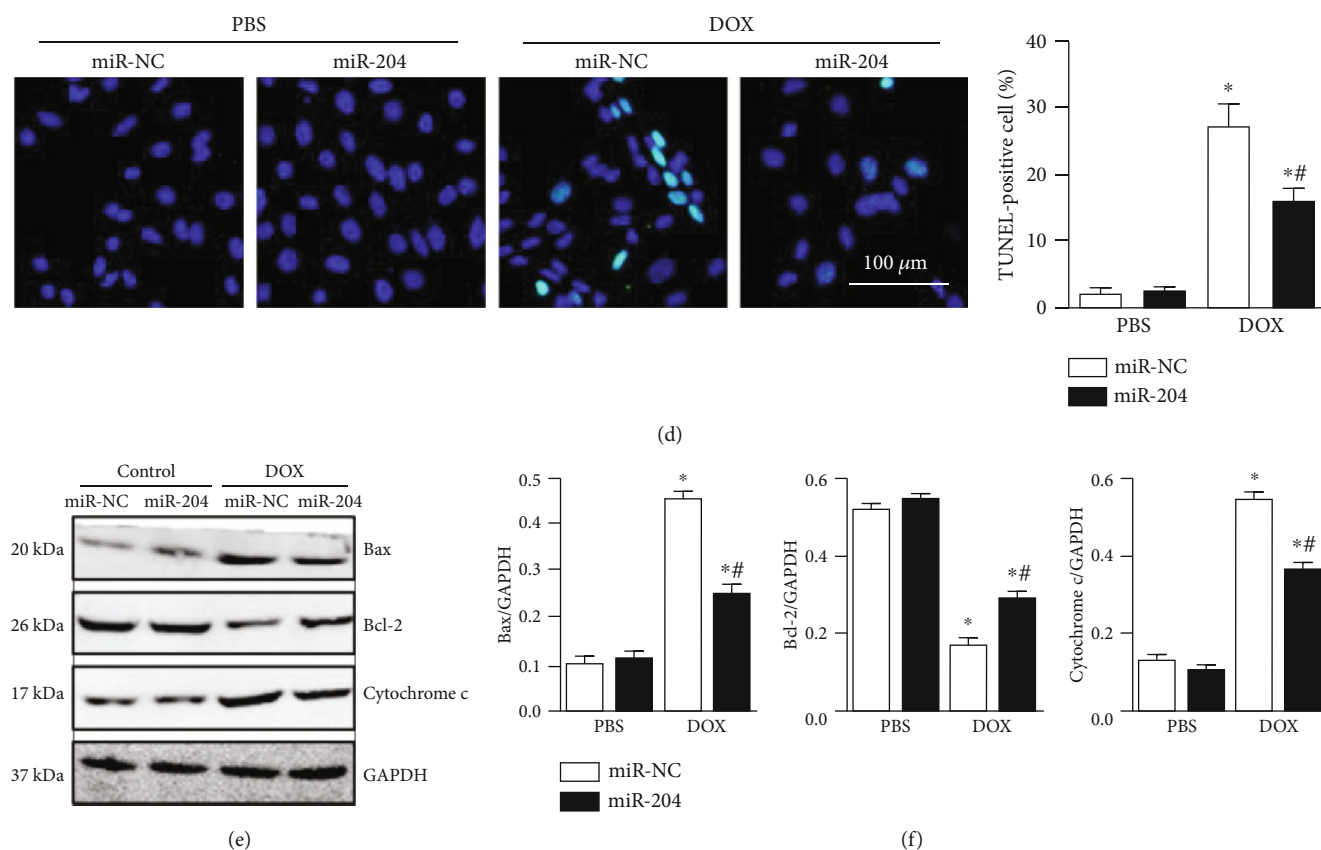 PBS DOX
miR-NC miR-204 miR-NC miR-204
100 µm
TUNEL-positive cell (%)
40
30
20
10
0
*
*#
PBS DOX
miR-NC
miR-204
(d)
Control DOX
miR-NC miR-204 miR-NC miR-204
20 kDa Bax
26 kDa Bcl-2
17 kDa Cytochrome c
37 kDa GAPDH
(e)
Bax/GAPDH
0.5
0.4
0.3
0.2
0.1
0.0
*
*#
PBS DOX
Bcl-2/GAPDH
0.6
0.4
0.2
0.0
*
*#
PBS DOX
Cytochrome c/GAPDH
0.6
0.4
0.2
0.0
*
*#
PBS DOX
miR-NC
miR-204
(f)